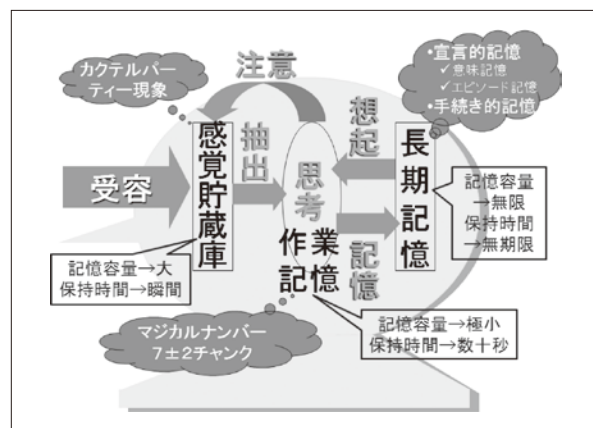 カクテルパー
ティー現象
注意
・宣言的記憶
✓意味記憶
✓エピソード記憶
・手続き的記憶
受容
感覚貯蔵庫
抽出
思考
作業
記憶
想起
記憶
長期記憶
記憶容量
→無限
保持時間
→無期限
記憶容量→大
保持時間→瞬間
マジカルナンバー
7±2チャンク
記憶容量→極小
保持時間→数十秒